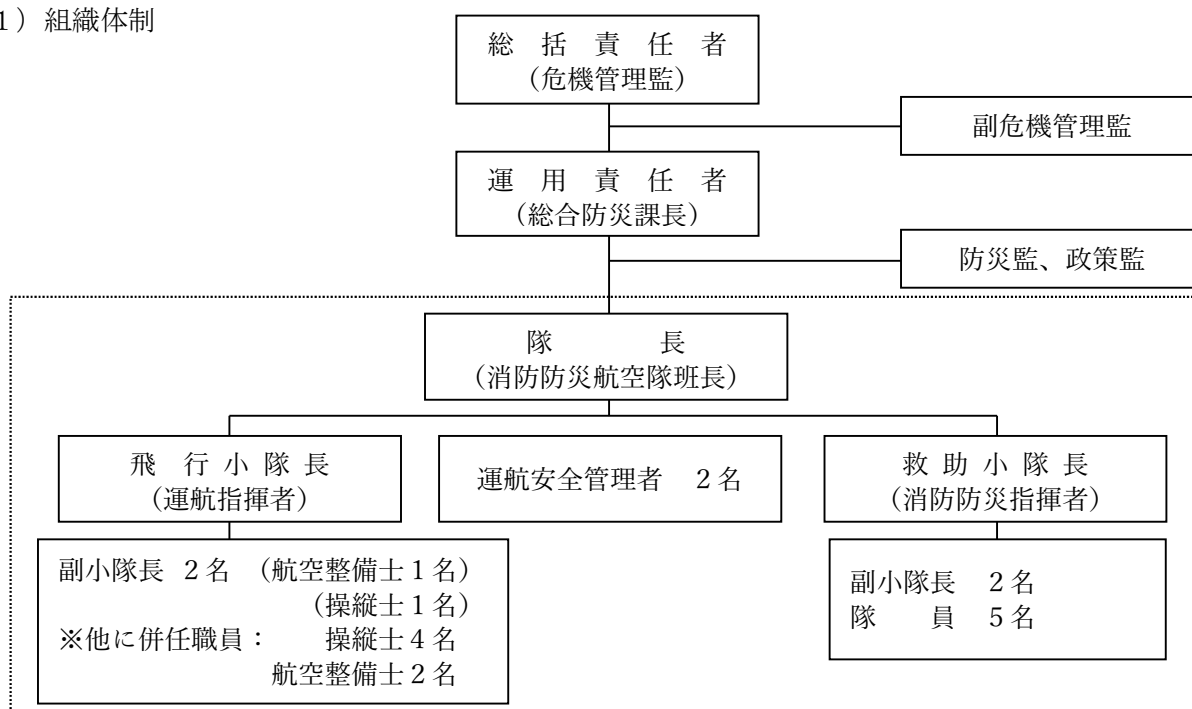 1）組織体制
総　括　責　任　者
（危機管理監）
副危機管理監
運　用　責　任　者
（総合防災課長）
防災監、政策監
隊　　　　長
（消防防災航空隊班長）
飛　行　小　隊　長
（運航指揮者）
運航安全管理者　２名
救　助　小　隊　長
（消防防災指揮者）
副小隊長　２名　（航空整備士１名）
（操縦士１名）
※他に併任職員：　　操縦士４名
航空整備士２名
副小隊長　　２名
隊　　員　　５名